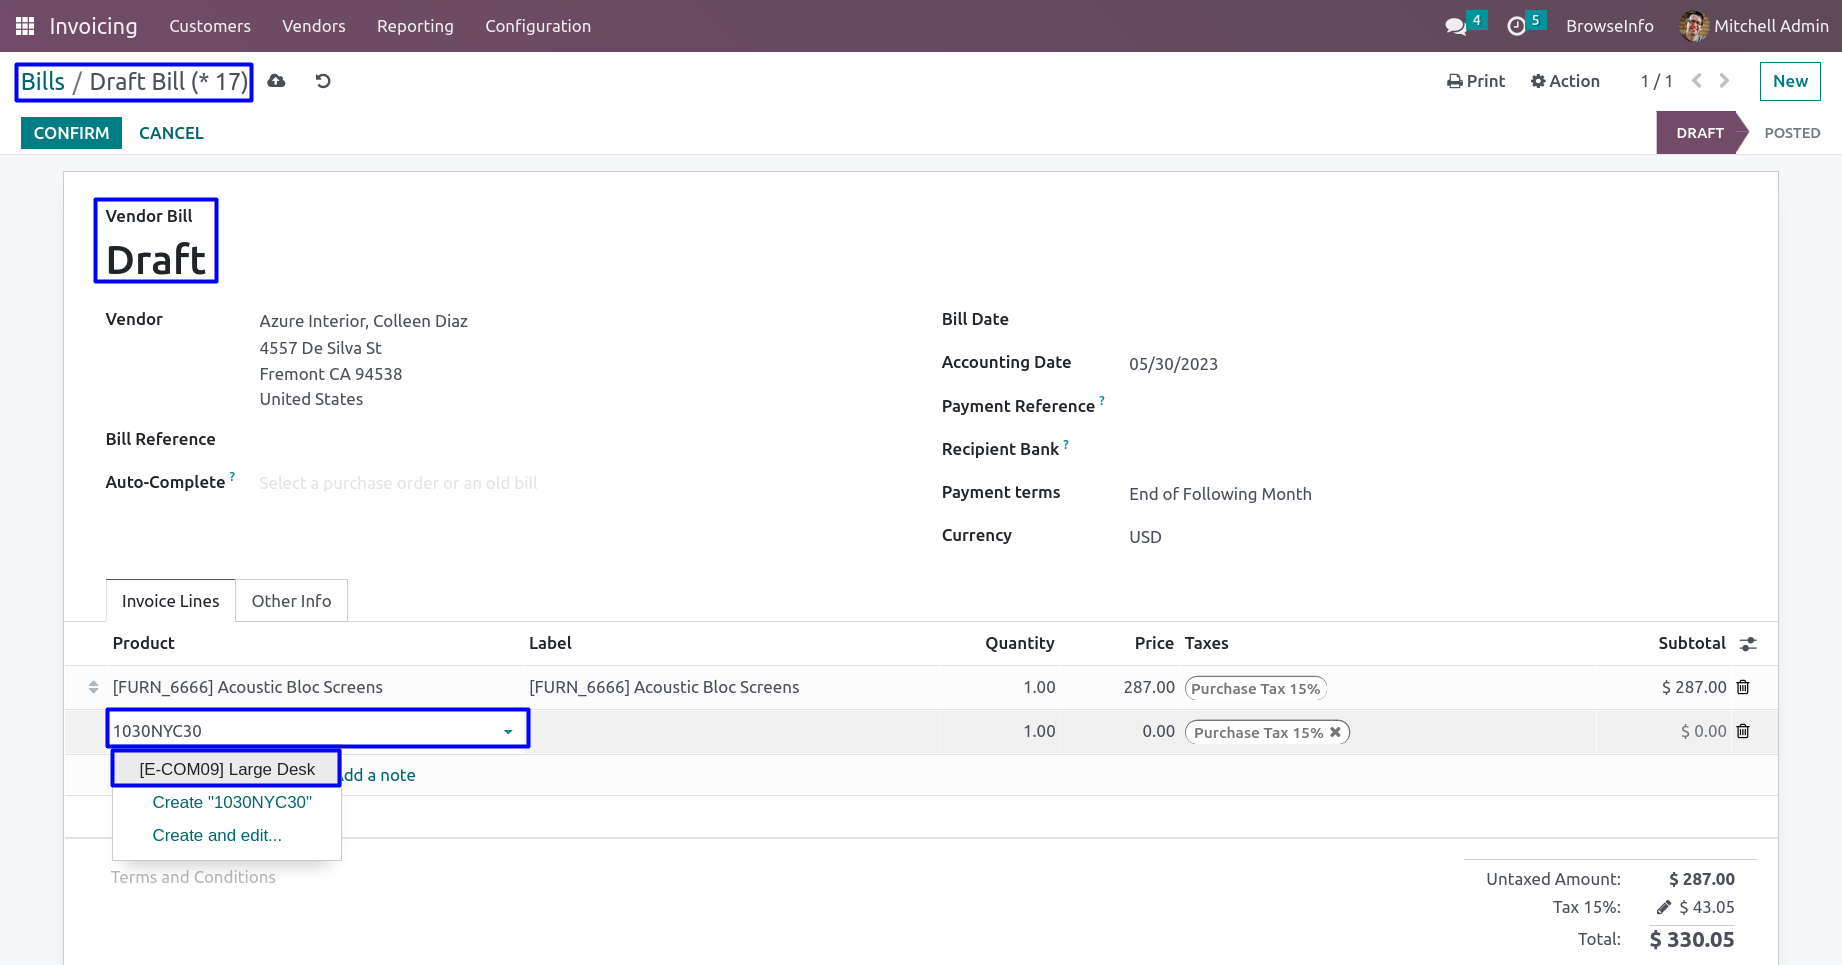 Invoicing Customers Vendors Reporting Configuration 4 5 BrowseInfo Mitchell Admin
Bills / Draft Bill (* 17) Print Action 1 / 1 New
CONFIRM CANCEL DRAFT POSTED
Vendor Bill
Draft
Vendor
Azure Interior, Colleen Diaz
4557 De Silva St
Fremont CA 94538
United States
Bill Reference
Auto-Complete ? Select a purchase order or an old bill
Bill Date
Accounting Date 05/30/2023
Payment Reference ?
Recipient Bank ?
Payment terms End of Following Month
Currency USD
Invoice Lines Other Info
Product Label Quantity Price Taxes Subtotal
[FURN_6666] Acoustic Bloc Screens [FURN_6666] Acoustic Bloc Screens 1.00 287.00 Purchase Tax 15% $ 287.00
1030NYC30 1.00 0.00 Purchase Tax 15% $ 0.00
[E-COM09] Large Desk
dd a note
Create "1030NYC30"
Create and edit...
Terms and Conditions
Untaxed Amount: $ 287.00
Tax 15%: $ 43.05
Total: $ 330.05